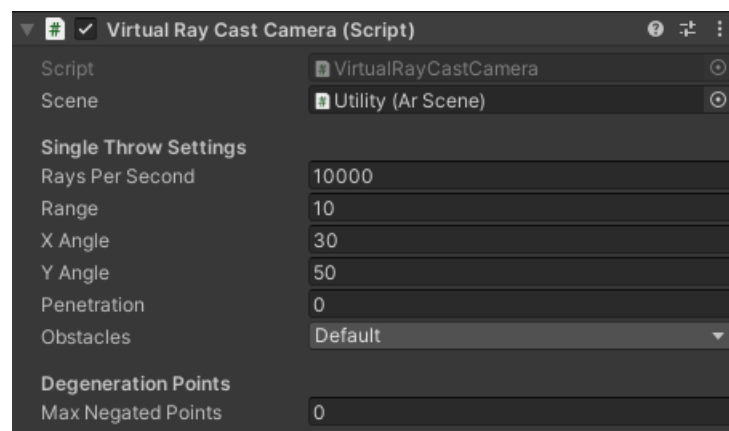 # Virtual Ray Cast Camera (Script)
Script # VirtualRayCastCamera
Scene # Utility (Ar Scene)
Single Throw Settings
Rays Per Second 10000
Range 10
X Angle 30
Y Angle 50
Penetration 0
Obstacles Default
Degeneration Points
Max Negated Points 0